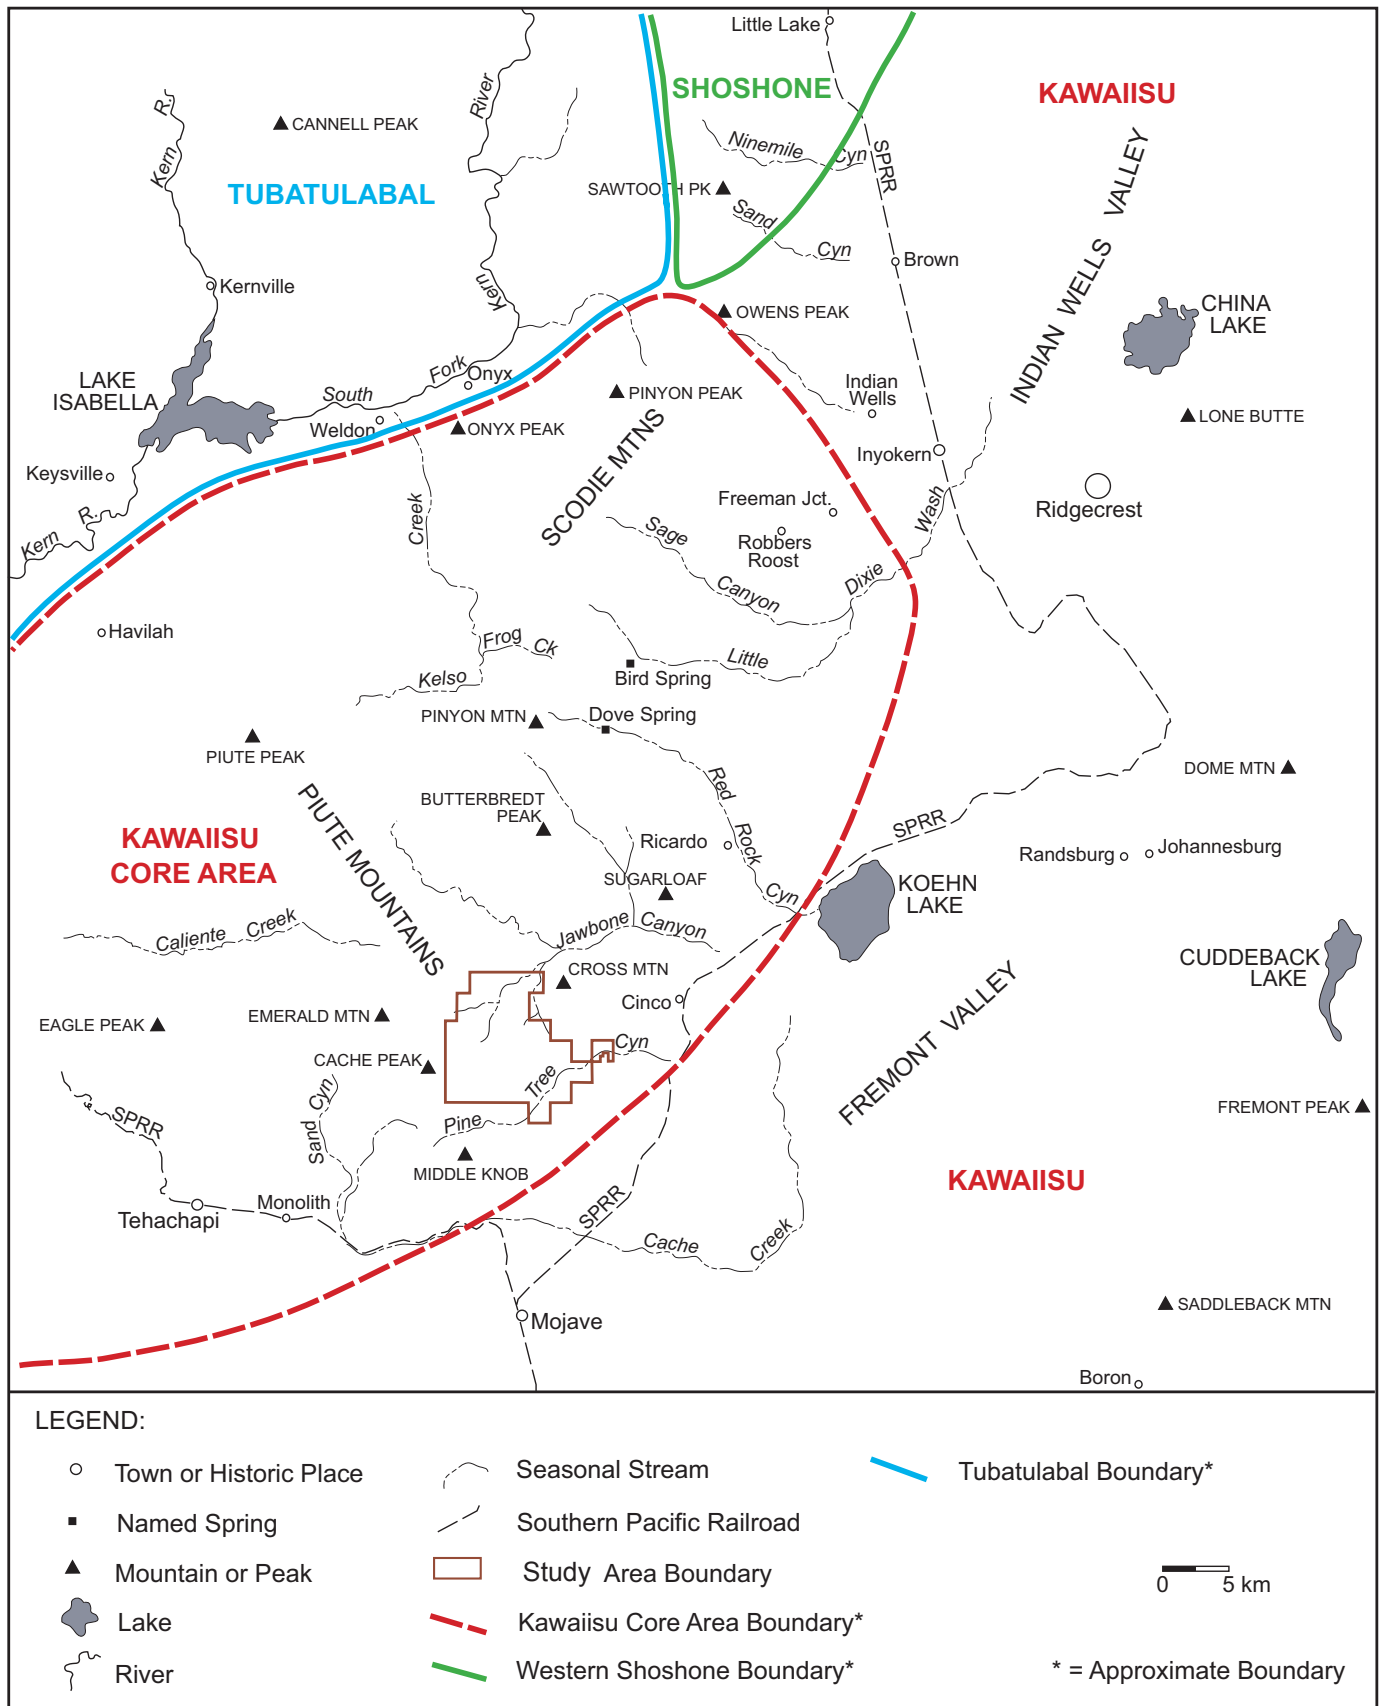 Little Lake
SHOSHONE
KAWAIISU
Kern R.
CANNELL PEAK
River
Ninemile Cyn
SPRR
TUBATULABAL
SAWTOOTH PK
Sand
Cyn
INDIAN WELLS VALLEY
Brown
Kernville
Kern
OWENS PEAK
CHINA
LAKE
LAKE
ISABELLA
South
Fork
Onyx
PINYON PEAK
Indian
Wells
LONE BUTTE
Weldon
ONYX PEAK
SCODIE MTNS
Inyokern
Keysville
Creek
Freeman Jct.
Ridgecrest
Kern R.
Sage
Canyon
Robbers
Roost
Wash
Dixie
Havilah
Frog Ck
Little
Kelso
Bird Spring
PINYON MTN
Dove Spring
PIUTE PEAK
Red
Rock
Cyn
DOME MTN
PIUTE MOUNTAINS
BUTTERBREDT
PEAK
KAWAIISU
CORE AREA
Ricardo
SPRR
Randsburg
Johannesburg
SUGARLOAF
KOEHN
LAKE
Caliente Creek
Jawbone Canyon
CROSS MTN
CUDDEBACK
LAKE
Cinco
FREMONT VALLEY
EAGLE PEAK
EMERALD MTN
CACHE PEAK
Cyn
Tree
Pine
SPRR
Sand Cyn
FREMONT PEAK
MIDDLE KNOB
KAWAIISU
Tehachapi
Monolith
SPRR
Cache
Creek
Mojave
SADDLEBACK MTN
Boron
LEGEND:
Town or Historic Place
Seasonal Stream
Tubatulabal Boundary*
Named Spring
Southern Pacific Railroad
Mountain or Peak
Study Area Boundary
0 5 km
Lake
Kawaiisu Core Area Boundary*
River
Western Shoshone Boundary*
* = Approximate Boundary